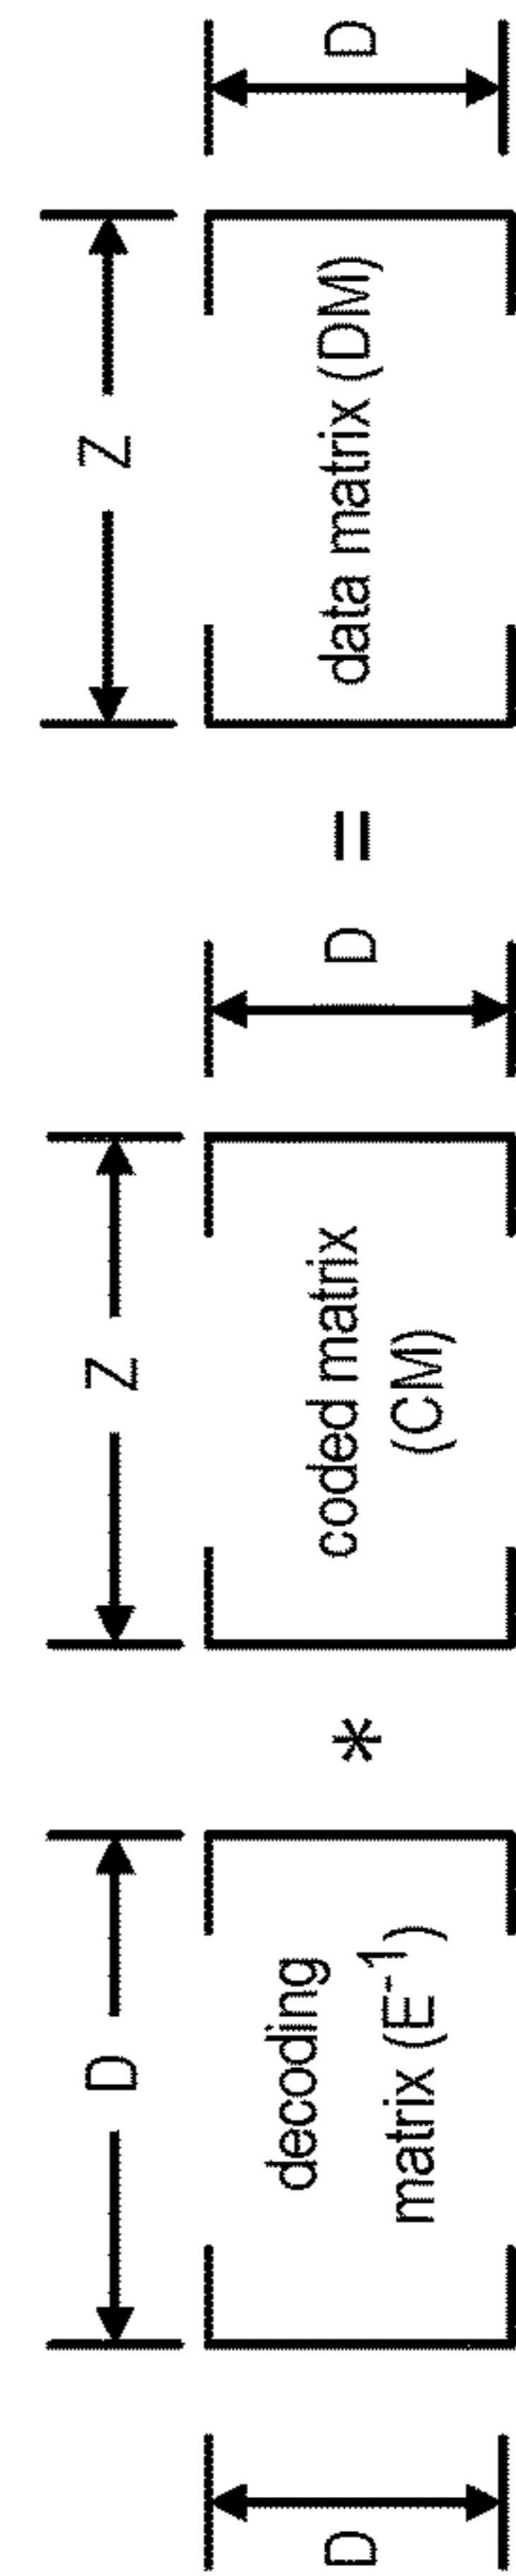 D
D
decoding
matrix (E⁻¹)
*
Z
coded matrix
(CM)
D
=
Z
data matrix (DM)
D